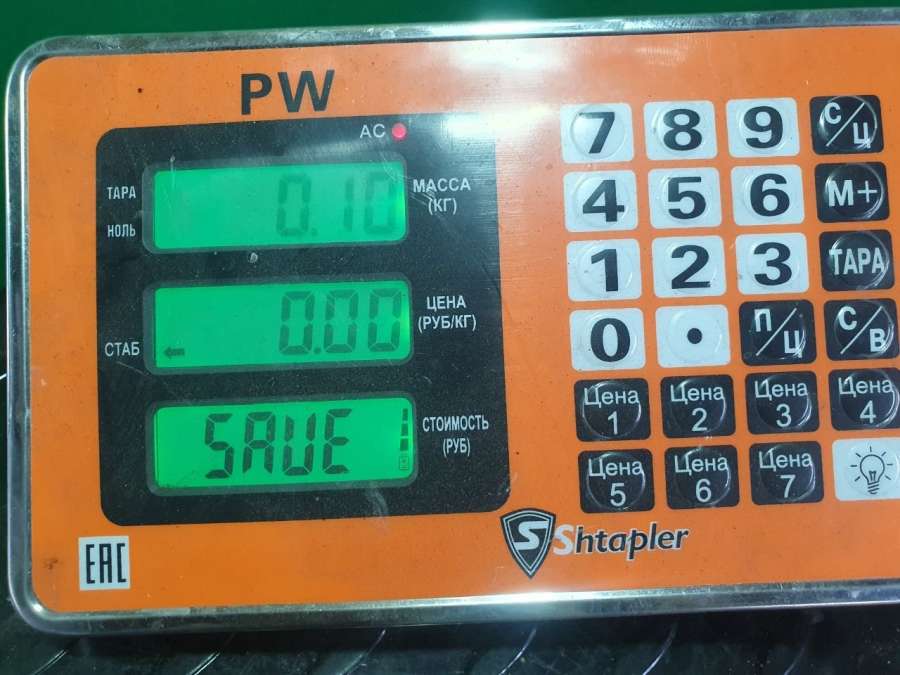 PW
AC
ТАРА
НОЛЬ
0.10
МАССА
(КГ)
СТАБ
0.00
ЦЕНА
(РУБ/КГ)
SAVE
СТОИМОСТЬ
(РУБ)
EAC
Shtapler
7 8 9 С/Ц
4 5 6 М+
1 2 3 ТАРА
0 . П/Ц С/В
Цена 1 Цена 2 Цена 3 Цена 4
Цена 5 Цена 6 Цена 7